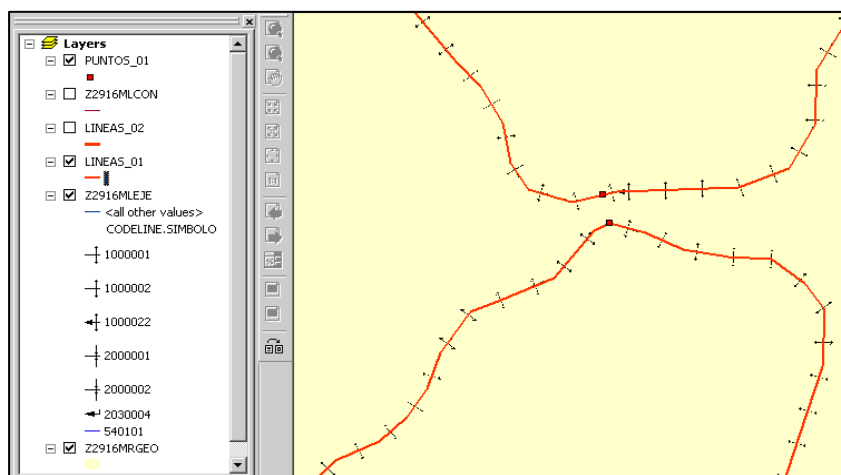 Layers
PUNTOS_01
Z2916MLCON
LINEAS_02
LINEAS_01
Z2916MLEJE
<all other values>
CODELINE.SIMBOLO
1000001
1000002
1000022
2000001
2000002
2030004
540101
Z2916MRGEO